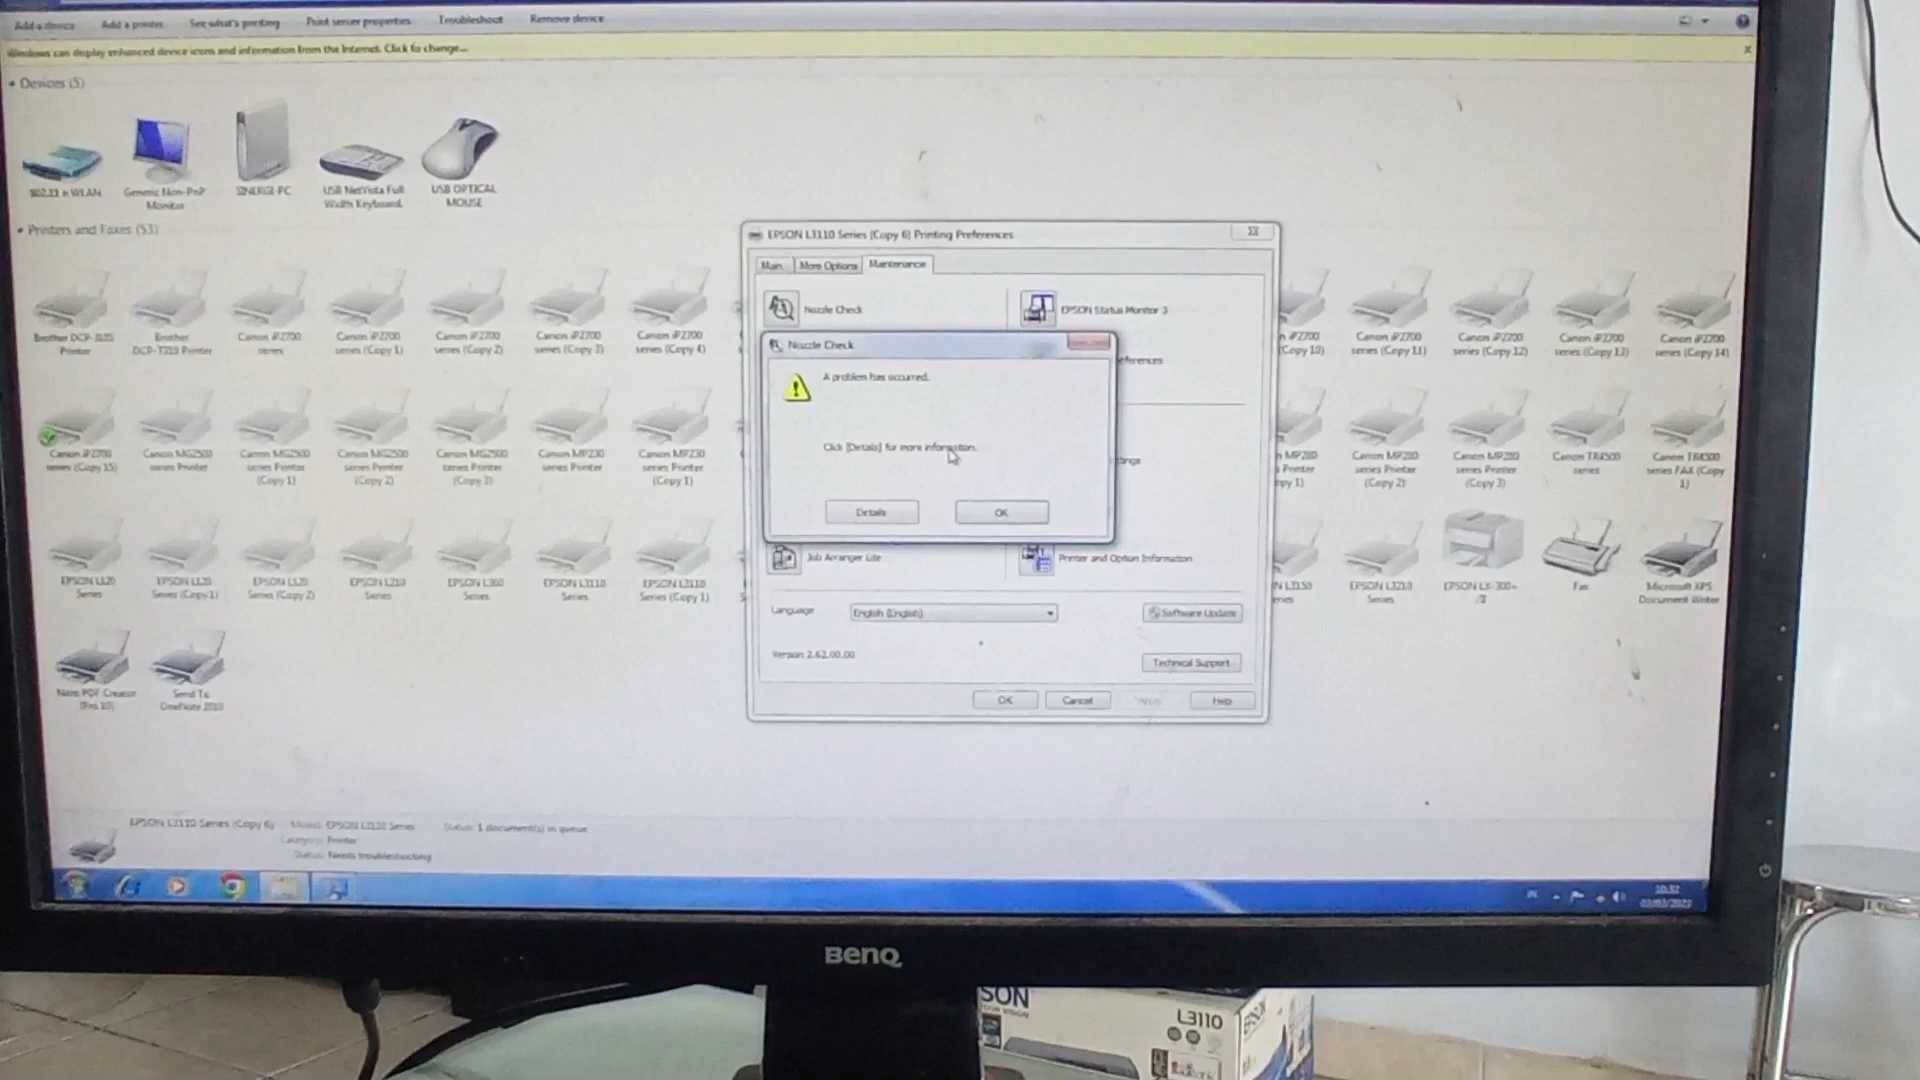 Add a device Add a printer See what's printing Print server properties Troubleshoot Remove device
Windows can display enhanced device icons and information from the Internet. Click to change...
Devices (5)
802.11 n WLAN
Generic Non-PnP
Monitor
SINERGI-PC
USB NetVista Full
Width Keyboard.
USB OPTICAL
MOUSE
Printers and Faxes (53)
Printer
Brother
DCP-T310 Printer
Canon iP2700
series
Canon iP2700
series (Copy 1)
Canon iP2700
series (Copy 2)
Canon iP2700
series (Copy 3)
Canon iP2700
series (Copy 4)
iP2700
(Copy 10)
Canon iP2700
series (Copy 11)
Canon iP2700
series (Copy 12)
Canon iP2700
series (Copy 13)
Canon iP2700
series (Copy 14)
Canon iP2700
series (Copy 15)
Canon MG2500
series Printer
Canon MG2500
series Printer
(Copy 1)
Canon MG2500
series Printer
(Copy 2)
Canon MG2500
series Printer
(Copy 3)
Canon MP230
series Printer
Canon MP230
series Printer
(Copy 1)
MP280
Printer
Canon MP280
series Printer
(Copy 2)
Canon MP280
series Printer
(Copy 3)
Canon TR4500
series
Canon TR4500
series FAX (Copy
1)
EPSON L120
Series
EPSON L120
Series (Copy 1)
EPSON L120
Series (Copy 2)
EPSON L210
Series
EPSON L360
Series
EPSON L3110
Series
EPSON L3110
Series (Copy 1)
L3150
EPSON L3210
Series
EPSON LX-300+
/II
Fax
Microsoft XPS
Document Writer
Nitro PDF Creator
(Pro 10)
Send To
OneNote 2010
EPSON L3110 Series (Copy 6) Printing Preferences
Main
More Options
Maintenance
Nozzle Check
EPSON Status Monitor 3
Nozzle Check
A problem has occurred.
Click [Details] for more information.
Details
OK
Job Arranger Lite
Printer and Option Information
Language
English (English)
Software Update
Version 2.62.00.00
Technical Support
OK
Cancel
Help
EPSON L3110 Series (Copy 6) Model: EPSON L3110 Series Status: 1 document(s) in queue
Category: Printer
Status: Needs troubleshooting
10:32
BenQ
SON
L3110
EPSON